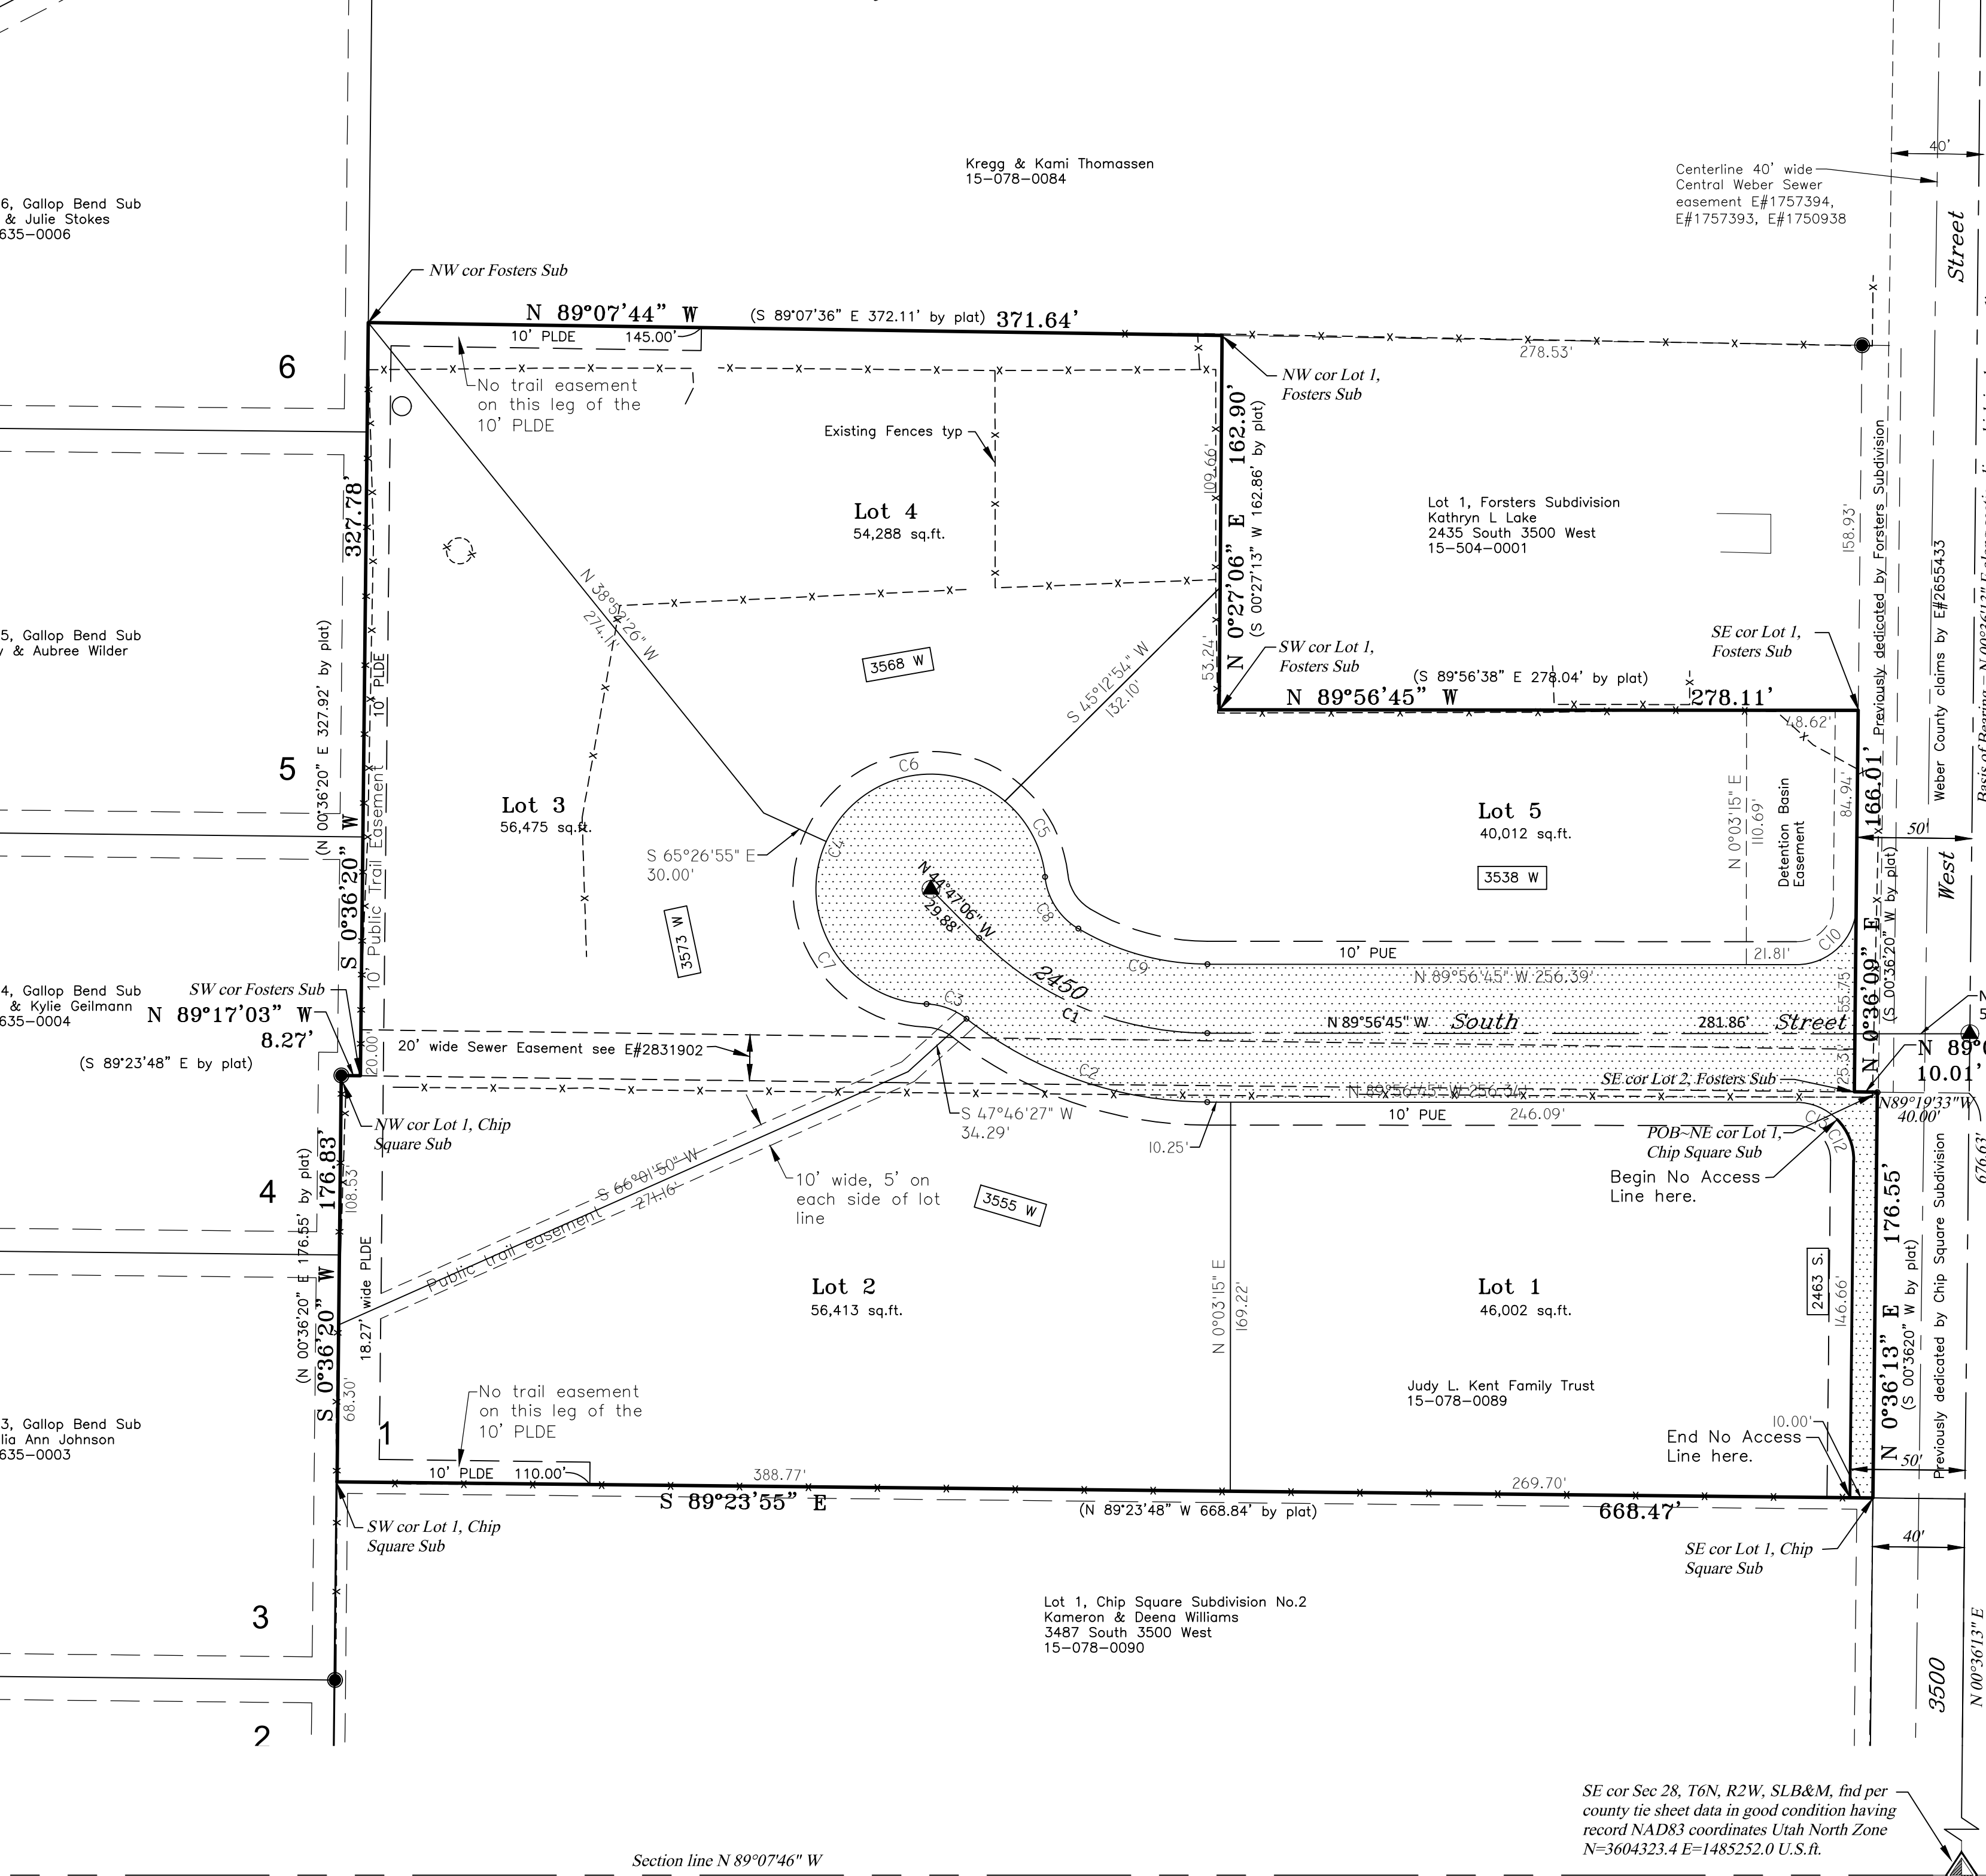 Kregg & Kami Thomassen
15-078-0084
Centerline 40' wide
Central Weber Sewer
easement E#1757394,
E#1757393, E#1750938
40'
Street
6, Gallop Bend Sub
& Julie Stokes
635-0006
NW cor Fosters Sub
N 89°07'44" W
(S 89°07'36" E 372.11' by plat)
371.64'
10' PLDE
145.00'
278.53'
6
No trail easement
on this leg of the
10' PLDE
NW cor Lot 1,
Fosters Sub
Existing Fences typ
Lot 4
54,288 sq.ft.
109.66'
N 0°27'06" E 162.90'
(S 00°27'13" W 162.86' by plat)
Lot 1, Forsters Subdivision
Kathryn L Lake
2435 South 3500 West
15-504-0001
158.93'
Previously dedicated by Forsters Subdivision
Weber County claims by E#2655433
327.78'
N 38°52'26" W
274.11'
5, Gallop Bend Sub
& Aubree Wilder
(N 00°36'20" E 327.92' by plat)
10' PLDE
3568 W
S 45°12'54" W
132.10'
53.24'
SW cor Lot 1,
Fosters Sub
SE cor Lot 1,
Fosters Sub
(S 89°56'38" E 278.04' by plat)
N 89°56'45" W
278.11'
48.62'
5
Lot 3
56,475 sq.ft.
C6
C5
C4
Lot 5
40,012 sq.ft.
N 0°03'15" E
110.69'
Detention Basin
Easement
84.94'
166.01'
50'
S 65°26'55" E
30.00'
3538 W
West
S 0°36'20" W
10' Public Trail Easement
3573 W
N 44°47'06" W
29.88'
C8
C7
C9
C10
10' PUE
21.81'
N 89°56'45" W 256.39'
2450
C1
C3
N 89°56'45" W
South
281.86'
Street
55.75'
N 0°36'09" E
(S 00°36'20" W by plat)
4, Gallop Bend Sub
& Kylie Geilmann
635-0004
SW cor Fosters Sub
N 89°17'03" W
8.27'
(S 89°23'48" E by plat)
20.00'
20' wide Sewer Easement see E#2831902
C2
SE cor Lot 2, Fosters Sub
25.31'
10.01'
N89°19'33"W
40.00'
N 89°56'45" W 256.34'
10' PUE
246.09'
C12
S 47°46'27" W
34.29'
10.25'
NW cor Lot 1, Chip
Square Sub
POB~NE cor Lot 1,
Chip Square Sub
Begin No Access
Line here.
676.63'
176.83'
108.53'
4
S 66°01'50" W
271.16'
Public trail easement
10' wide, 5' on
each side of lot
line
3555 W
(N 00°36'20" E 176.55' by plat)
18.27' wide PLDE
Lot 2
56,413 sq.ft.
N 0°03'15" E
169.22'
Lot 1
46,002 sq.ft.
2463 S.
146.66'
N 0°36'13" E 176.55'
(S 00°3620" W by plat)
Previously dedicated by Chip Square Subdivision
S 0°36'20" W
68.30'
No trail easement
on this leg of the
10' PLDE
Judy L. Kent Family Trust
15-078-0089
10.00'
End No Access
Line here.
50'
3, Gallop Bend Sub
lia Ann Johnson
635-0003
1
10' PLDE
110.00'
388.77'
269.70'
S 89°23'55" E
(N 89°23'48" W 668.84' by plat)
668.47'
SW cor Lot 1, Chip
Square Sub
SE cor Lot 1, Chip
Square Sub
40'
3
Lot 1, Chip Square Subdivision No.2
Kameron & Deena Williams
3487 South 3500 West
15-078-0090
3500
N 00°36'13" E
2
SE cor Sec 28, T6N, R2W, SLB&M, fnd per
county tie sheet data in good condition having
record NAD83 coordinates Utah North Zone
N=3604323.4 E=1485252.0 U.S.ft.
Section line N 89°07'46" W